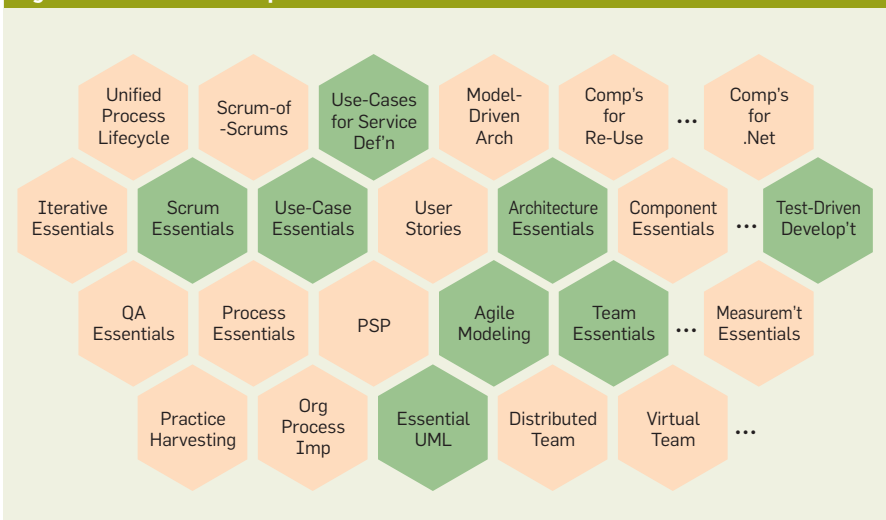 Unified
Process
Lifecycle
Scrum-of
-Scrums
Use-Cases
for Service
Def'n
Model-
Driven
Arch
Comp's
for
Re-Use
...
Comp's
for
.Net
Iterative
Essentials
Scrum
Essentials
Use-Case
Essentials
User
Stories
Architecture
Essentials
Component
Essentials
...
Test-Driven
Develop't
QA
Essentials
Process
Essentials
PSP
Agile
Modeling
Team
Essentials
...
Measurem't
Essentials
Practice
Harvesting
Org
Process
Imp
Essential
UML
Distributed
Team
Virtual
Team
...